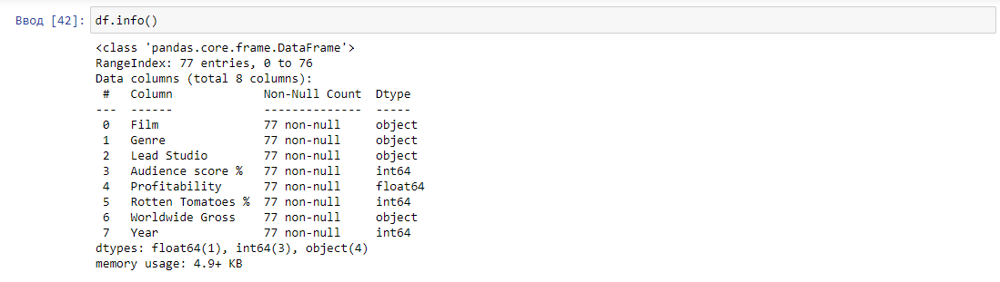 Ввод [42]: df.info()
<class 'pandas.core.frame.DataFrame'>
RangeIndex: 77 entries, 0 to 76
Data columns (total 8 columns):
 #   Column             Non-Null Count  Dtype
---  ------             --------------  -----
 0   Film               77 non-null     object
 1   Genre              77 non-null     object
 2   Lead Studio        77 non-null     object
 3   Audience score %   77 non-null     int64
 4   Profitability      77 non-null     float64
 5   Rotten Tomatoes %  77 non-null     int64
 6   Worldwide Gross    77 non-null     object
 7   Year               77 non-null     int64
dtypes: float64(1), int64(3), object(4)
memory usage: 4.9+ KB